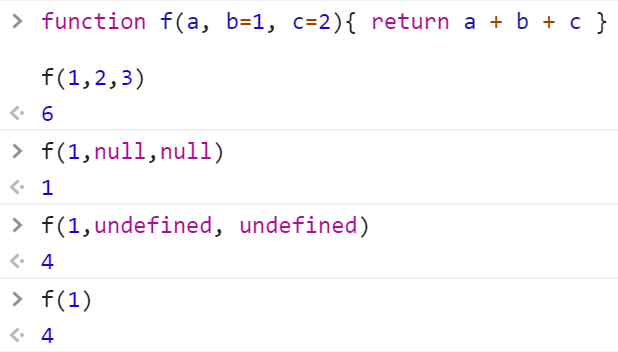 > function f(a, b=1, c=2){ return a + b + c }
f(1,2,3)
<· 6
> f(1,null,null)
<· 1
> f(1,undefined, undefined)
<· 4
> f(1)
<· 4